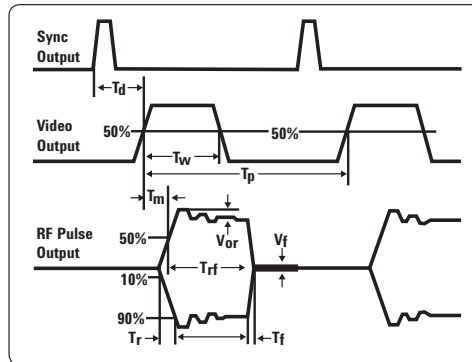 Sync
Output
Td
Video
Output
50%
50%
Tw
Tp
Tm
RF Pulse
Output
50%
Vor
Vf
Trf
10%
90%
Tr
Tf